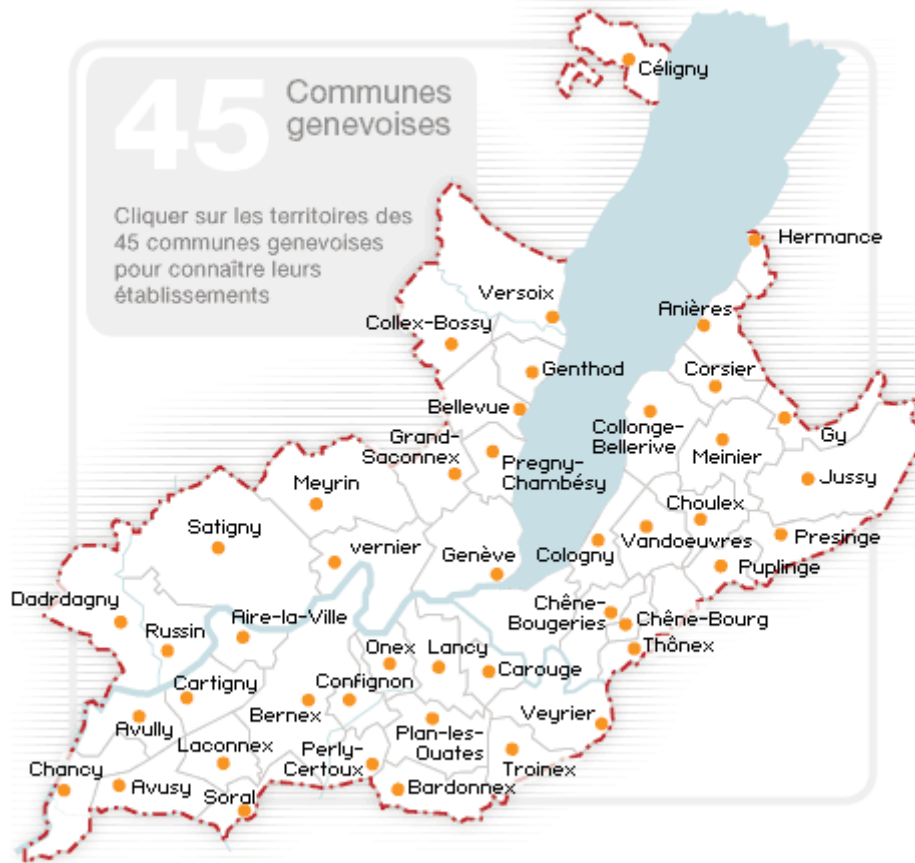 45
Communes
genevoises
Cliquer sur les territoires des
45 communes genevoises
pour connaître leurs
établissements
Céligny
Hermance
Versoix
Anières
Collex-Bossy
Genthod
Corsier
Bellevue
Collonge-
Bellerive
Gy
Grand-
Saconnex
Pregny-
Chambésy
Meinier
Jussy
Meyrin
Choulex
Satigny
vernier
Genève
Cologny
Vandoeuvres
Presinge
Puplinge
Dadrdagny
Russin
Aire-la-Ville
Chêne-
Bougeries
Chêne-Bourg
Thônex
Onex
Lancy
Carouge
Cartigny
Confignon
Bernex
Avully
Veyrier
Plan-les-
Ouates
Laconnex
Perly-
Certoux
Troinex
Chancy
Avusy
Soral
Bardonnex